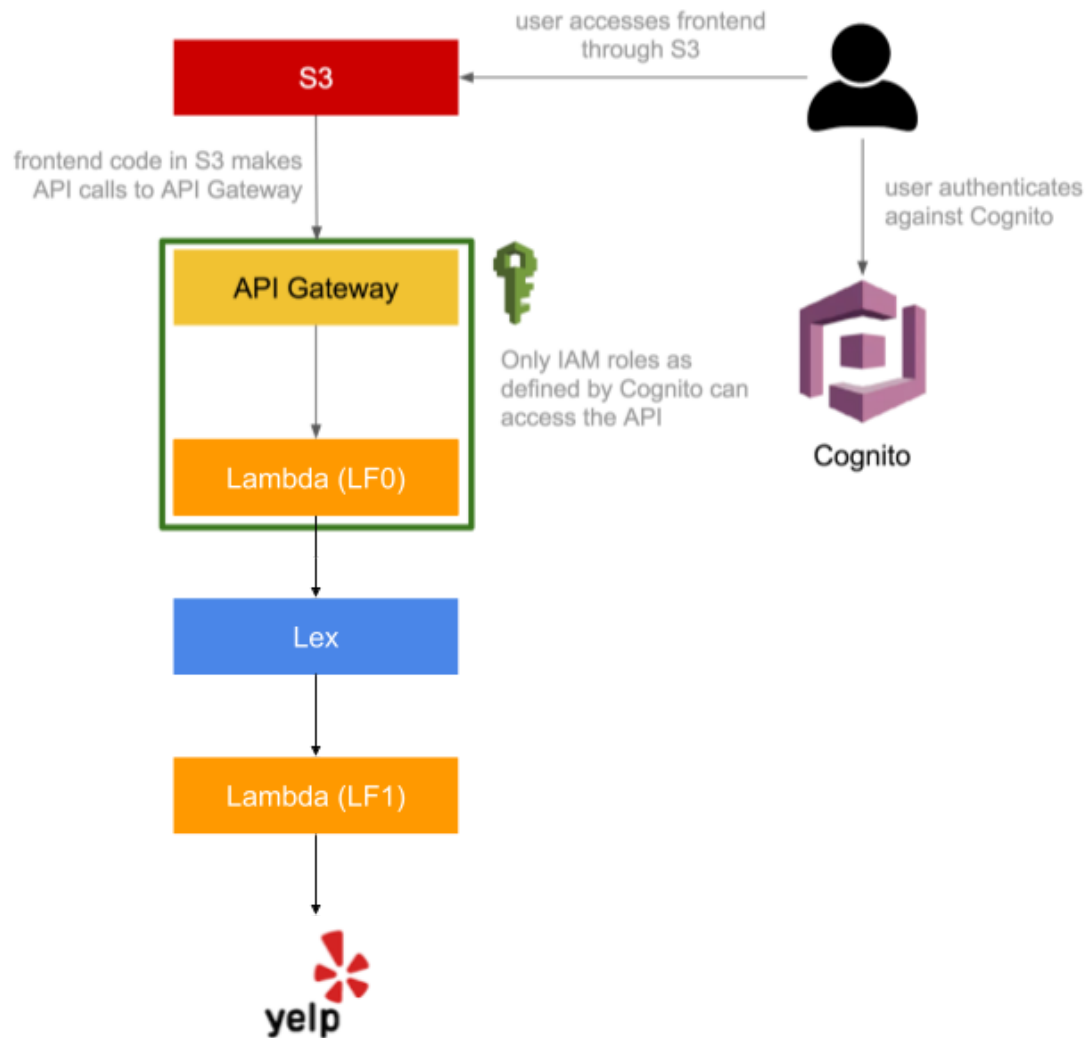 user accesses frontend
through S3
S3
frontend code in S3 makes
API calls to API Gateway
user authenticates
against Cognito
API Gateway
Only IAM roles as
defined by Cognito can
access the API
Lambda (LF0)
Cognito
Lex
Lambda (LF1)
yelp